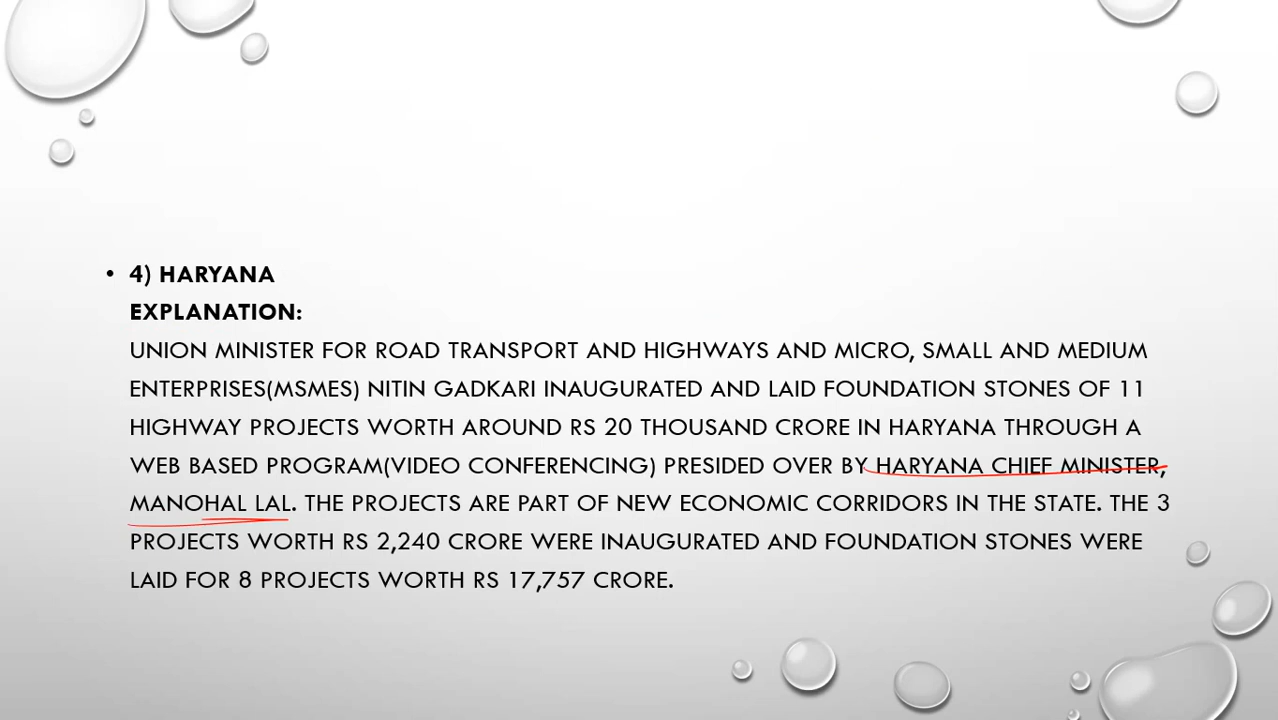 • 4) HARYANA
EXPLANATION:
UNION MINISTER FOR ROAD TRANSPORT AND HIGHWAYS AND MICRO, SMALL AND MEDIUM
ENTERPRISES(MSMES) NITIN GADKARI INAUGURATED AND LAID FOUNDATION STONES OF 11
HIGHWAY PROJECTS WORTH AROUND RS 20 THOUSAND CRORE IN HARYANA THROUGH A
WEB BASED PROGRAM(VIDEO CONFERENCING) PRESIDED OVER BY HARYANA CHIEF MINISTER,
MANOHAL LAL. THE PROJECTS ARE PART OF NEW ECONOMIC CORRIDORS IN THE STATE. THE 3
PROJECTS WORTH RS 2,240 CRORE WERE INAUGURATED AND FOUNDATION STONES WERE
LAID FOR 8 PROJECTS WORTH RS 17,757 CRORE.